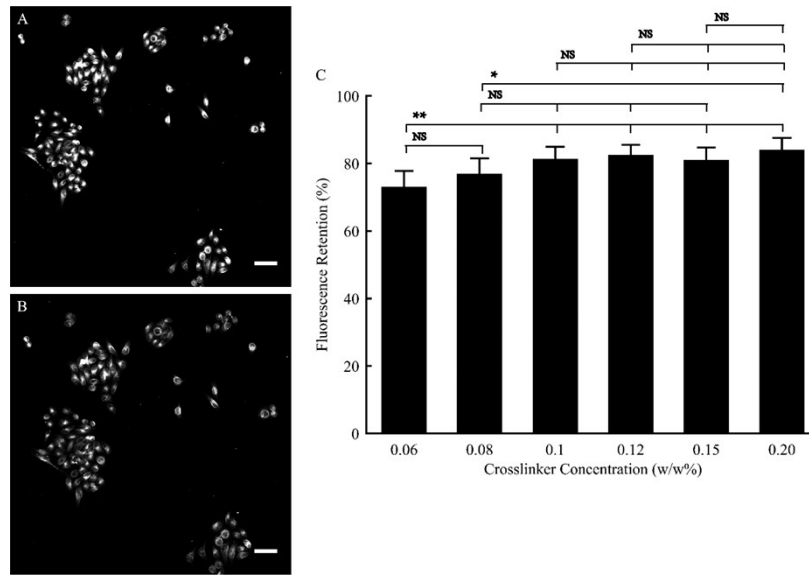 A
B
C
NS
NS
NS
*
NS
**
NS
100
80
60
40
20
0
Fluorescence Retention (%)
0.06 0.08 0.1 0.12 0.15 0.20
Crosslinker Concentration (w/w%)